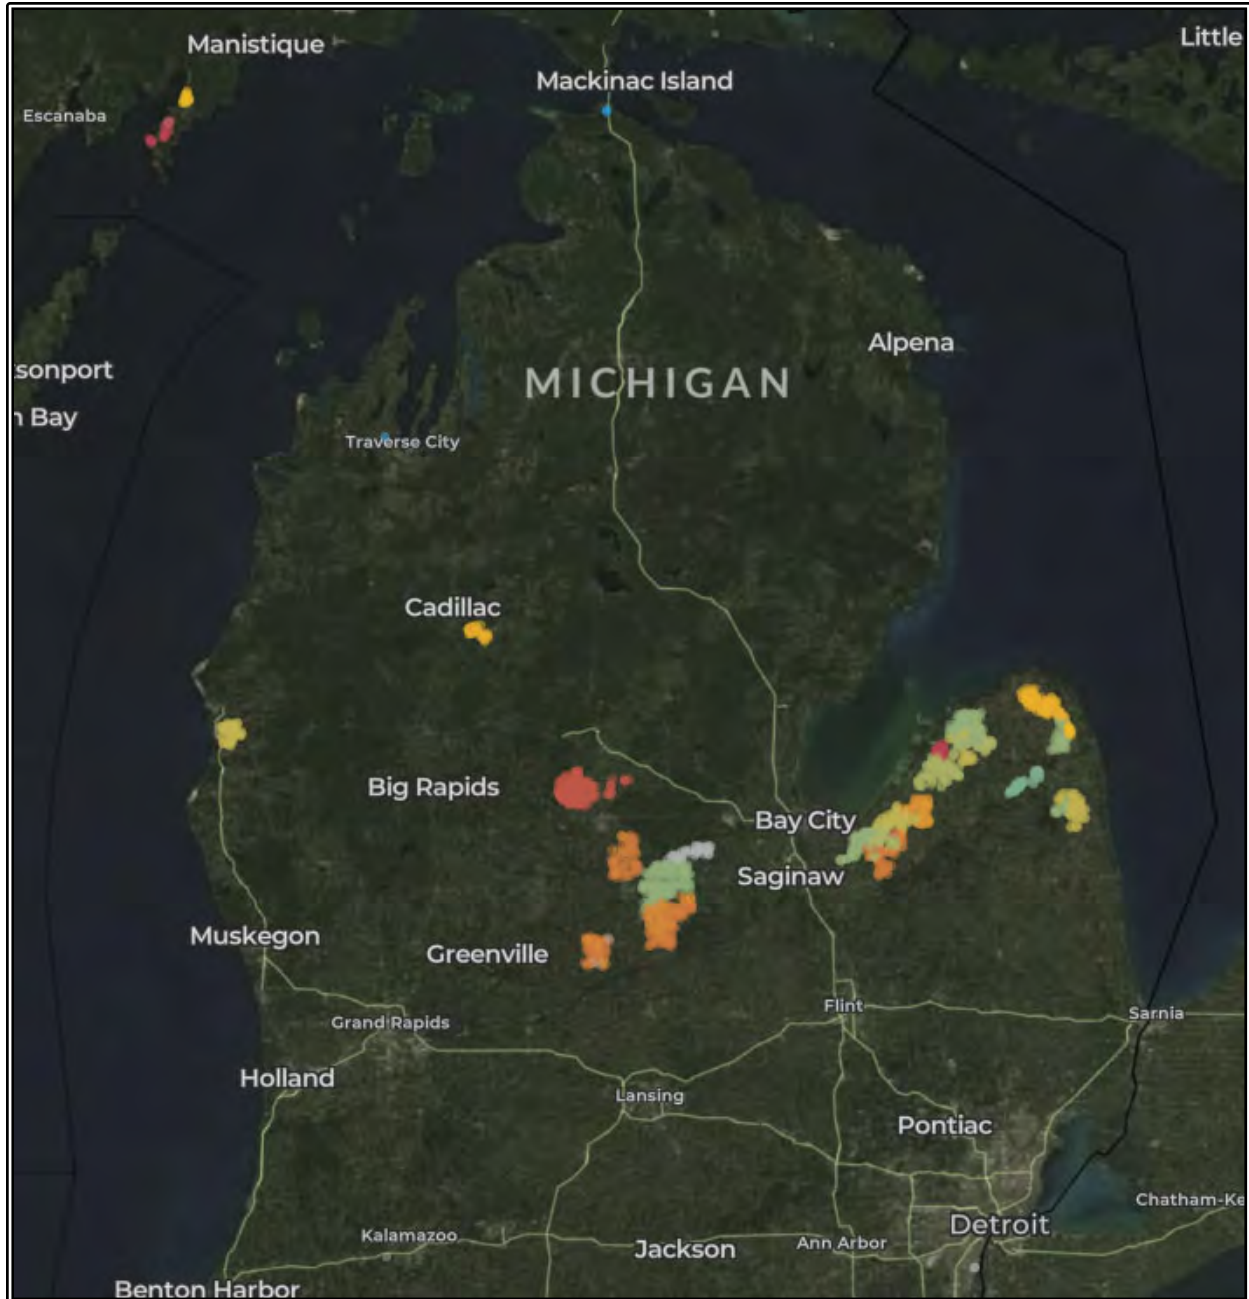 Manistique
Little
Mackinac Island
Escanaba
Alpena
sonport
MICHIGAN
Bay
Traverse City
Cadillac
Big Rapids
Bay City
Saginaw
Muskegon
Greenville
Flint
Sarnia
Grand Rapids
Holland
Lansing
Pontiac
Chatham-Ke
Detroit
Kalamazoo
Jackson
Ann Arbor
Benton Harbor